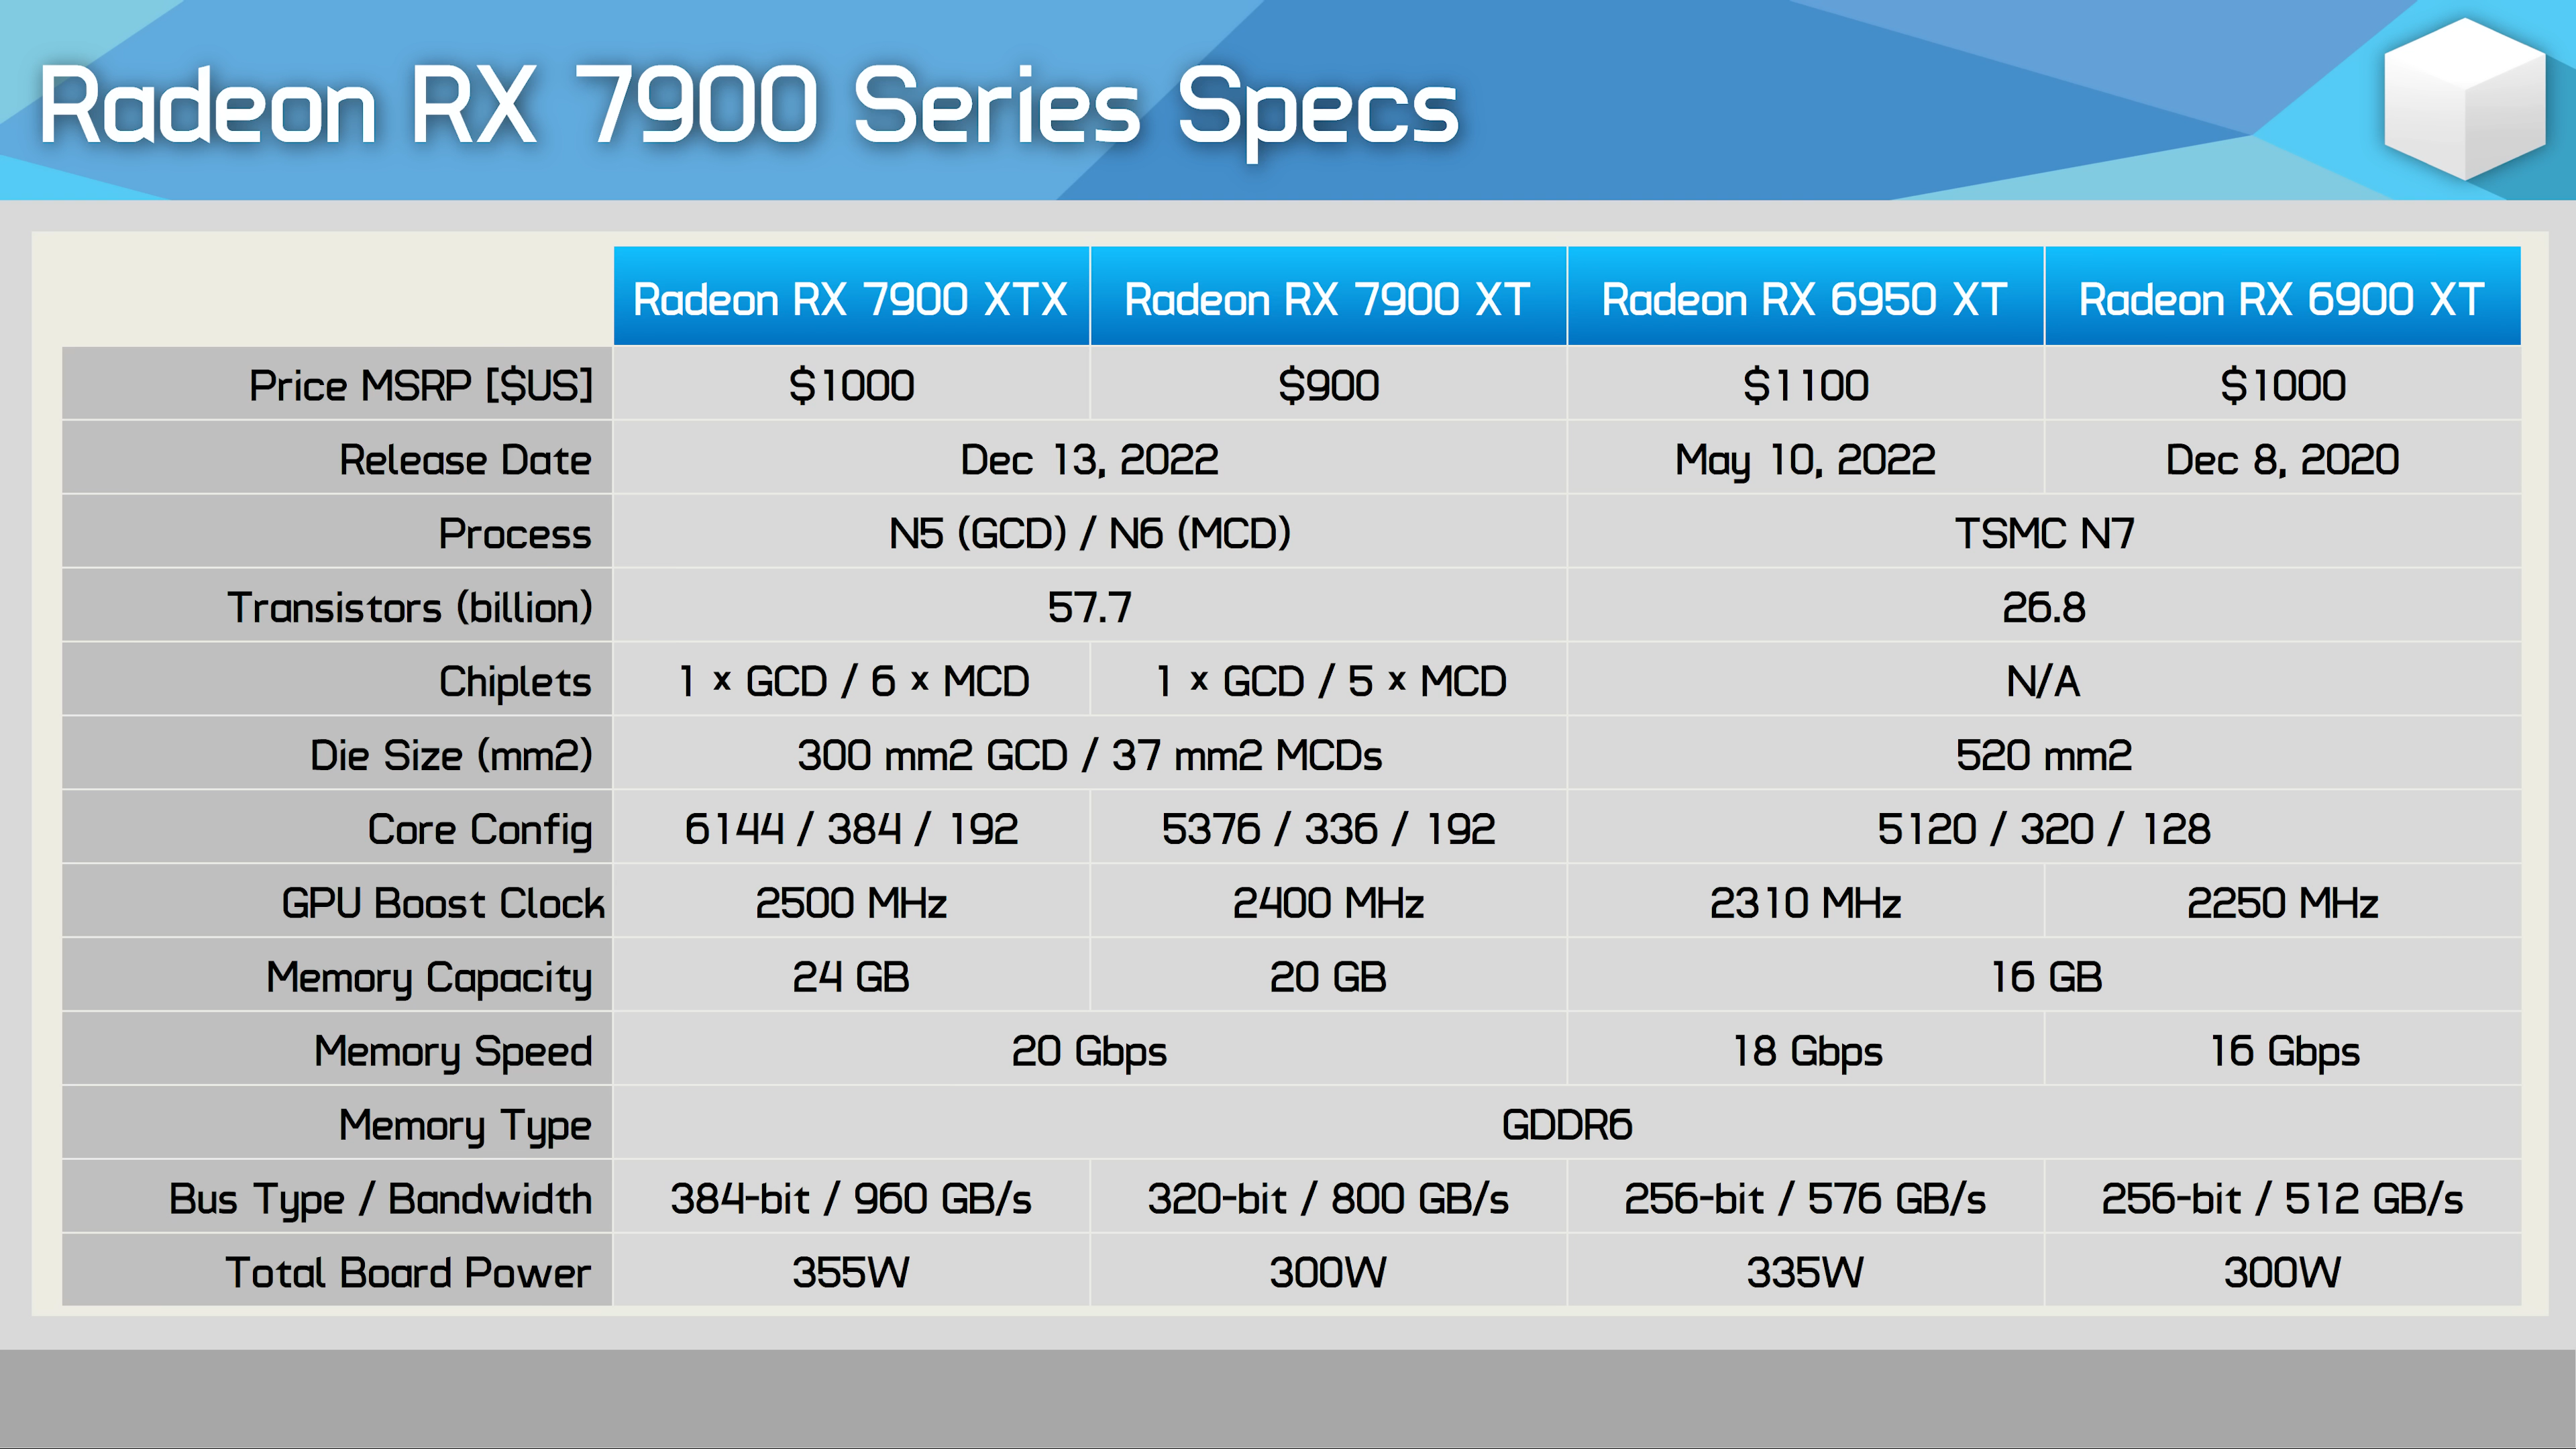 Radeon RX 7900 Series Specs
Radeon RX 7900 XTX Radeon RX 7900 XT Radeon RX 6950 XT Radeon RX 6900 XT
Price MSRP [$US] $1000 $900 $1100 $1000
Release Date Dec 13, 2022 May 10, 2022 Dec 8, 2020
Process N5 (GCD) / N6 (MCD) TSMC N7
Transistors (billion) 57.7 26.8
Chiplets 1 x GCD / 6 x MCD 1 x GCD / 5 x MCD N/A
Die Size (mm2) 300 mm2 GCD / 37 mm2 MCDs 520 mm2
Core Config 6144 / 384 / 192 5376 / 336 / 192 5120 / 320 / 128
GPU Boost Clock 2500 MHz 2400 MHz 2310 MHz 2250 MHz
Memory Capacity 24 GB 20 GB 16 GB
Memory Speed 20 Gbps 18 Gbps 16 Gbps
Memory Type GDDR6
Bus Type / Bandwidth 384-bit / 960 GB/s 320-bit / 800 GB/s 256-bit / 576 GB/s 256-bit / 512 GB/s
Total Board Power 355W 300W 335W 300W